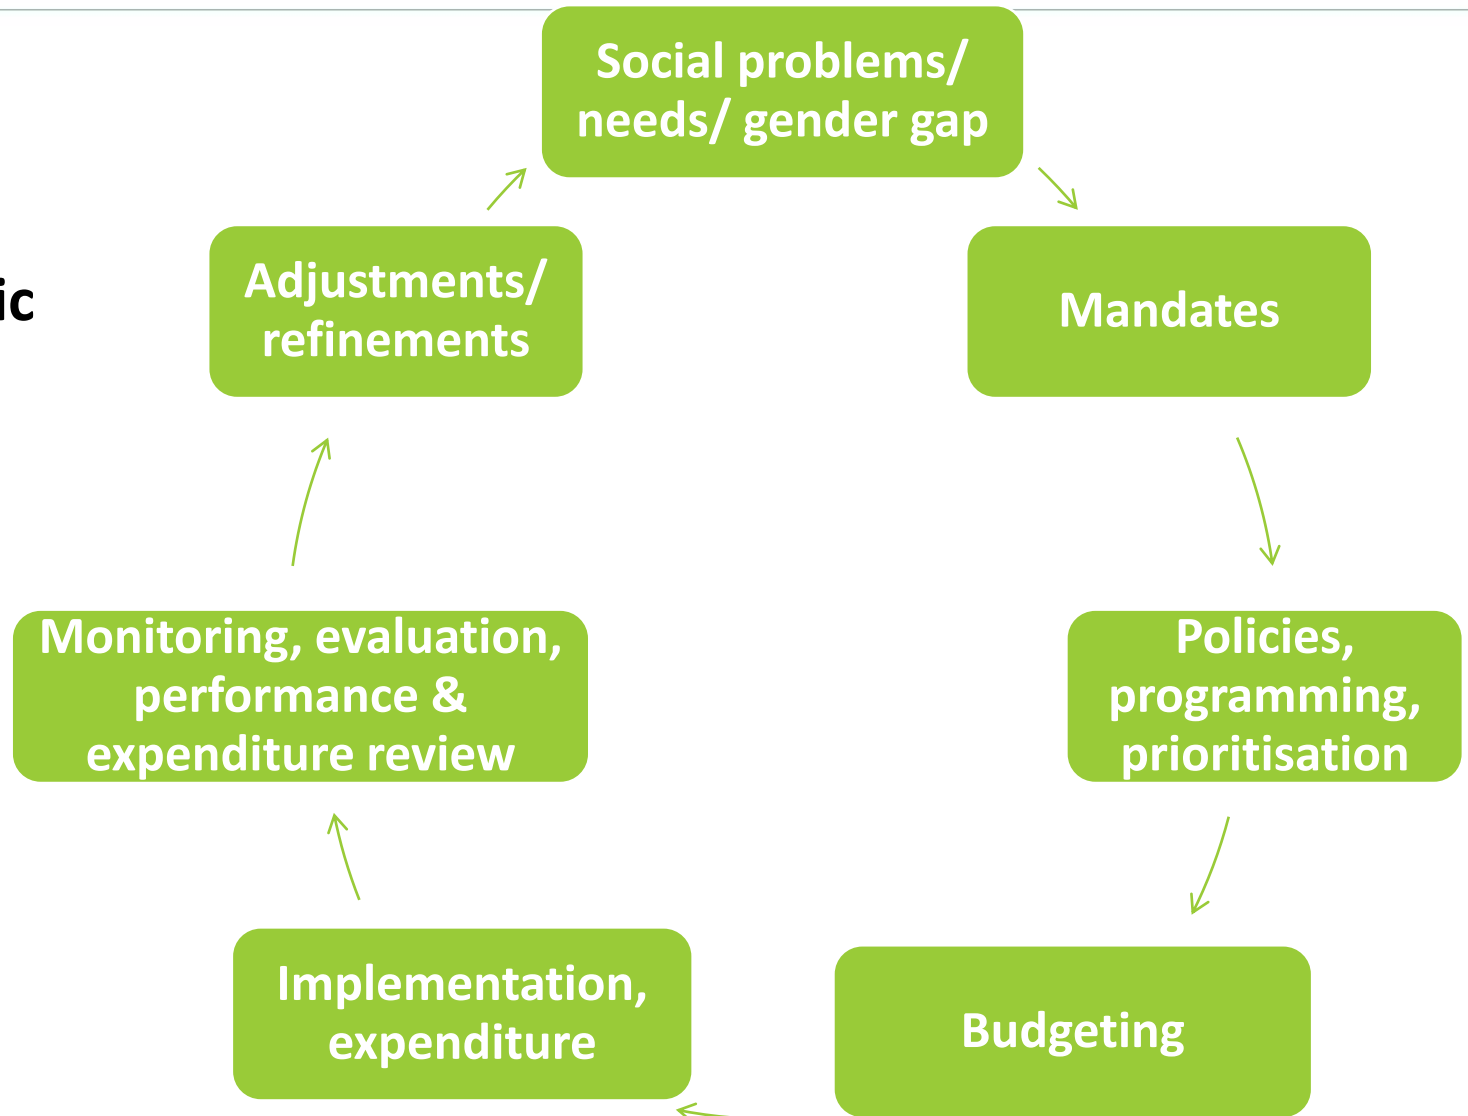 Social problems/
needs/ gender gap
Mandates
Policies,
programming,
prioritisation
Budgeting
Implementation,
expenditure
Monitoring, evaluation,
performance &
expenditure review
Adjustments/
refinements
ic